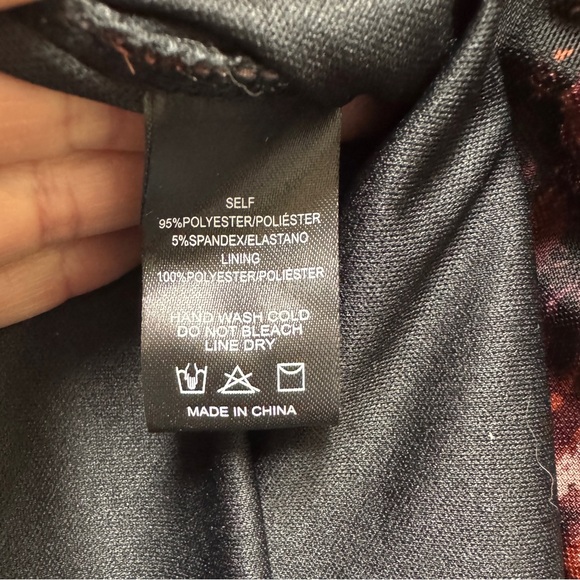 SELF
95%POLYESTER/POLIÉSTER
5%SPANDEX/ELASTANO
LINING
100%POLYESTER/POLIÉSTER
HAND WASH COLD
DO NOT BLEACH
LINE DRY
MADE IN CHINA